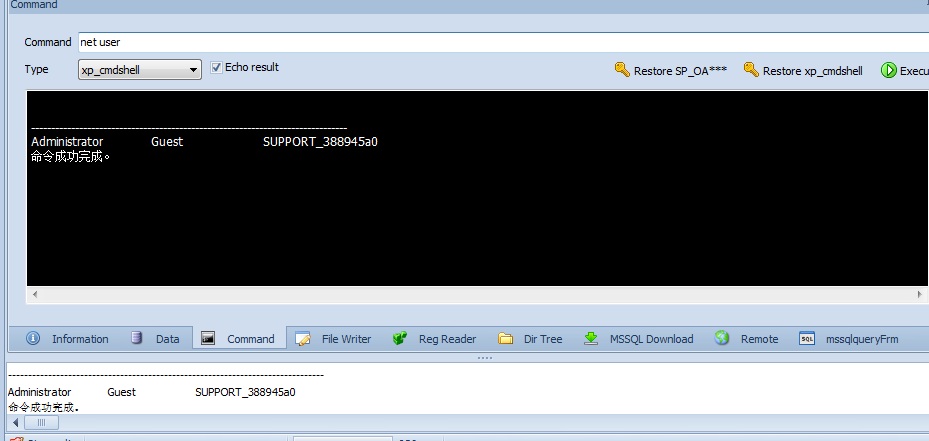 Command
Command net user
Type xp_cmdshell Echo result Restore SP_OA*** Restore xp_cmdshell Execu
--------------------------------------------------------------------------------
Administrator Guest SUPPORT_388945a0
命令成功完成。
Information Data Command File Writer Reg Reader Dir Tree MSSQL Download Remote mssqlqueryFrm
--------------------------------------------------------------------------------
Administrator Guest SUPPORT_388945a0
命令成功完成.